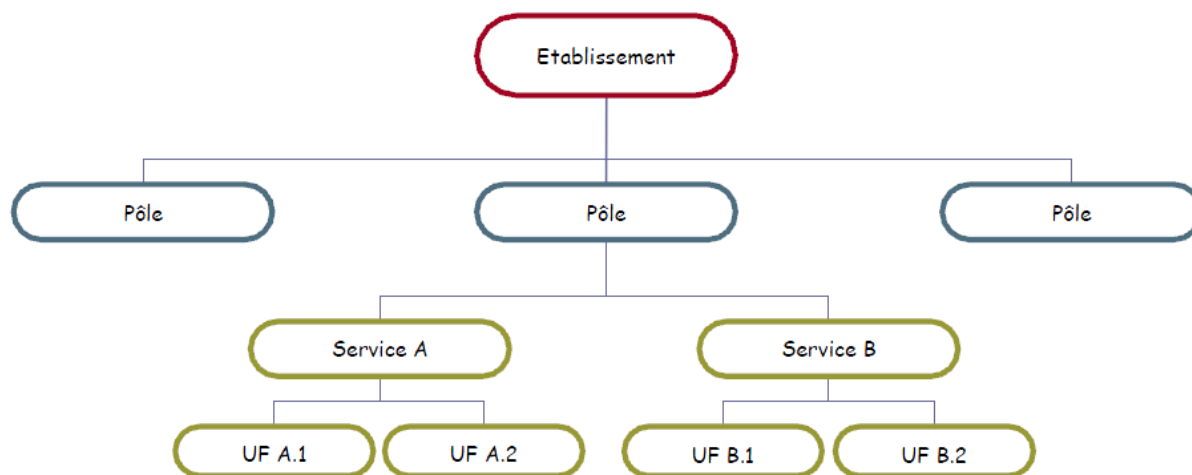 Etablissement
Pôle
Pôle
Pôle
Service A
Service B
UF A.1
UF A.2
UF B.1
UF B.2